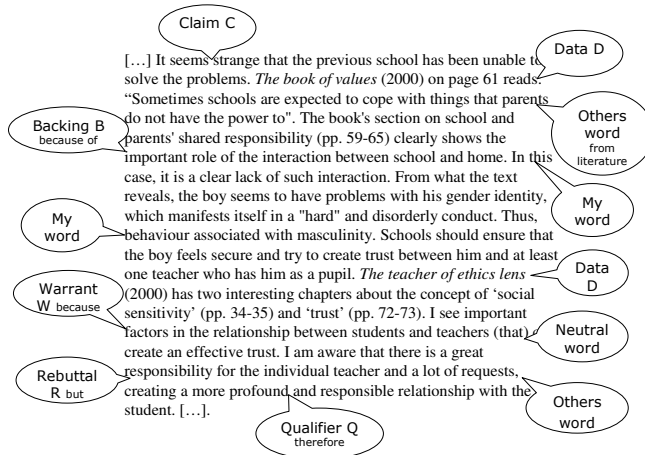 Claim C
Data D
Others
word
from
literature
Backing B
because of
My
word
My
word
Data
D
Warrant
W because
Neutral
word
Rebuttal
R but
Others
word
Qualifier Q
therefore
[…] It seems strange that the previous school has been unable to
solve the problems. The book of values (2000) on page 61 reads:
“Sometimes schools are expected to cope with things that parents
do not have the power to". The book's section on school and
parents' shared responsibility (pp. 59-65) clearly shows the
important role of the interaction between school and home. In this
case, it is a clear lack of such interaction. From what the text
reveals, the boy seems to have problems with his gender identity,
which manifests itself in a "hard" and disorderly conduct. Thus,
behaviour associated with masculinity. Schools should ensure that
the boy feels secure and try to create trust between him and at least
one teacher who has him as a pupil. The teacher of ethics lens
(2000) has two interesting chapters about the concept of ‘social
sensitivity’ (pp. 34-35) and ‘trust’ (pp. 72-73). I see important
factors in the relationship between students and teachers (that)
create an effective trust. I am aware that there is a great
responsibility for the individual teacher and a lot of requests,
creating a more profound and responsible relationship with the
student. […].